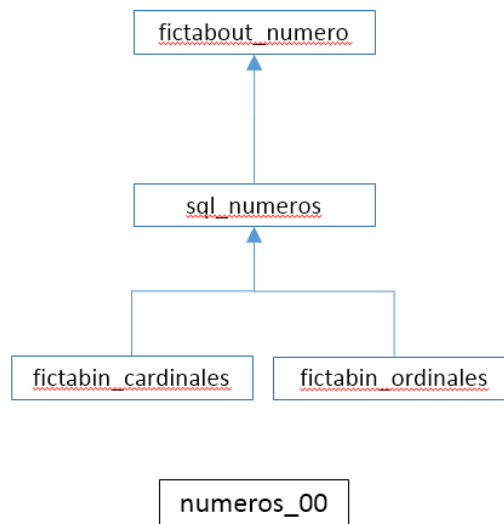 fictabout_numero
sql_numeros
fictabin_cardinales
fictabin_ordinales
numeros_00